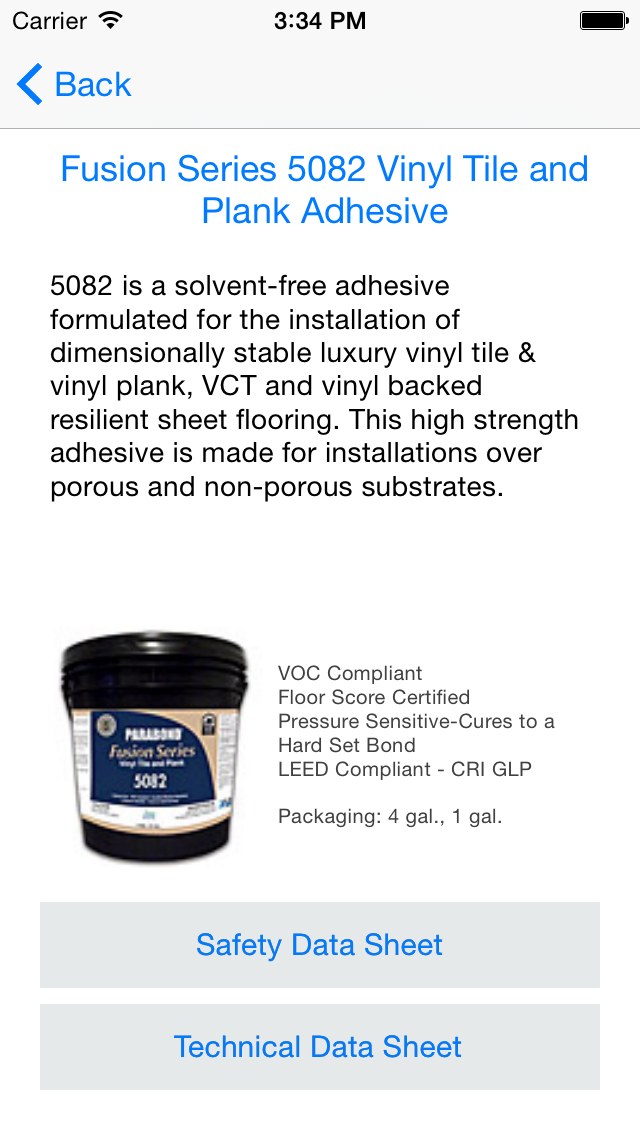 Carrier 3:34 PM
Back
Fusion Series 5082 Vinyl Tile and
Plank Adhesive
5082 is a solvent-free adhesive
formulated for the installation of
dimensionally stable luxury vinyl tile &
vinyl plank, VCT and vinyl backed
resilient sheet flooring. This high strength
adhesive is made for installations over
porous and non-porous substrates.
PARABOND
Fusion Series
Vinyl Tile and Plank
5082
VOC Compliant
Floor Score Certified
Pressure Sensitive-Cures to a
Hard Set Bond
LEED Compliant - CRI GLP
Packaging: 4 gal., 1 gal.
Safety Data Sheet
Technical Data Sheet